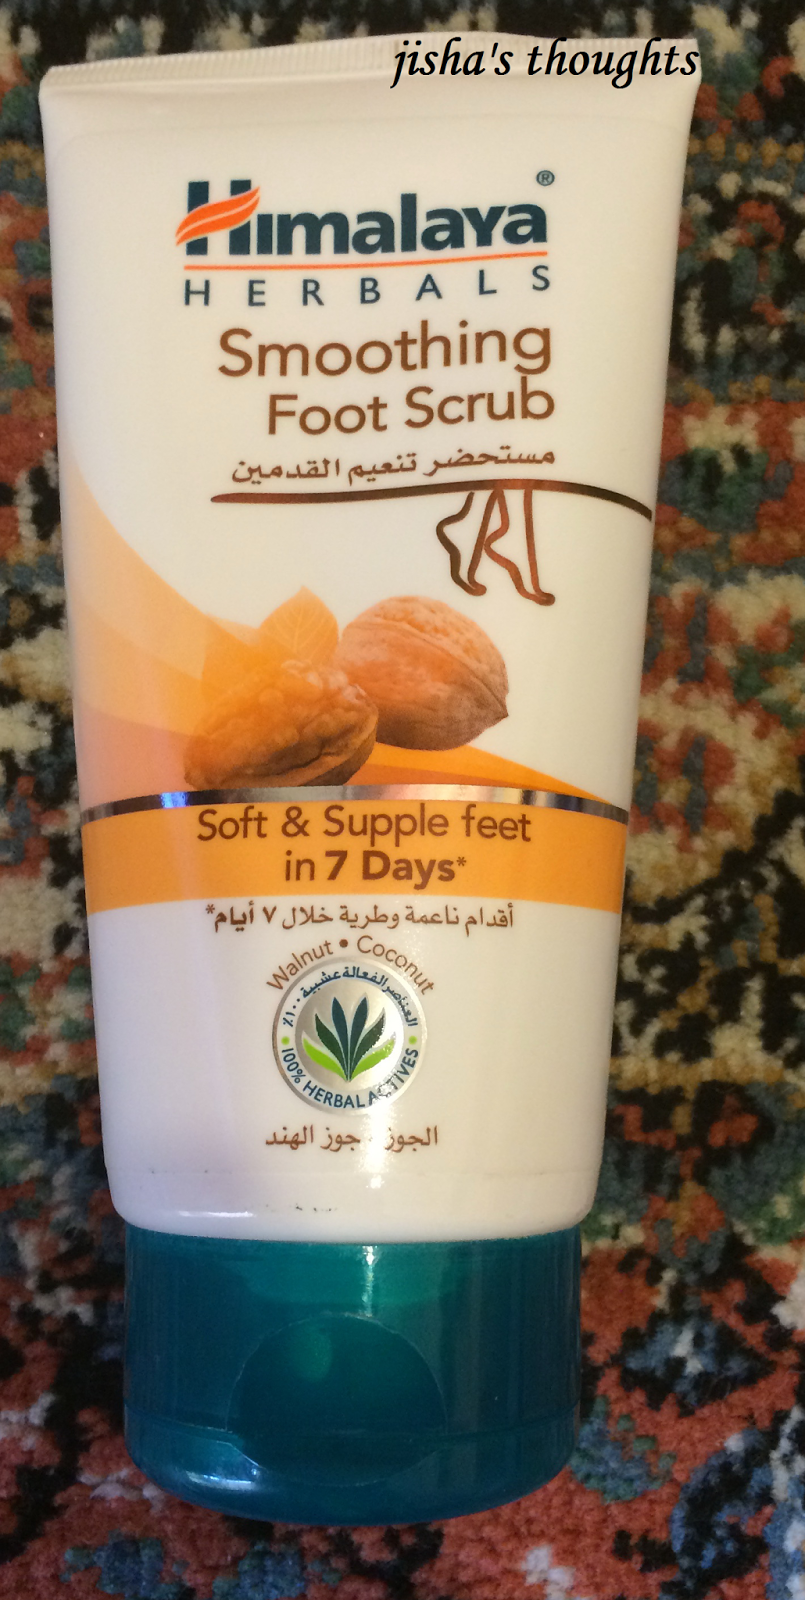 jisha's thoughts
Himalaya®
HERBALS
Smoothing
Foot Scrub
مستحضر تنعيم القدمين
Soft & Supple feet
in 7 Days*
أقدام ناعمة وطرية خلال ٧ أيام*
Walnut • Coconut
العناصر الفعالة عشبية ١٠٠٪
100% HERBAL ACTIVES
الجوز جوز الهند